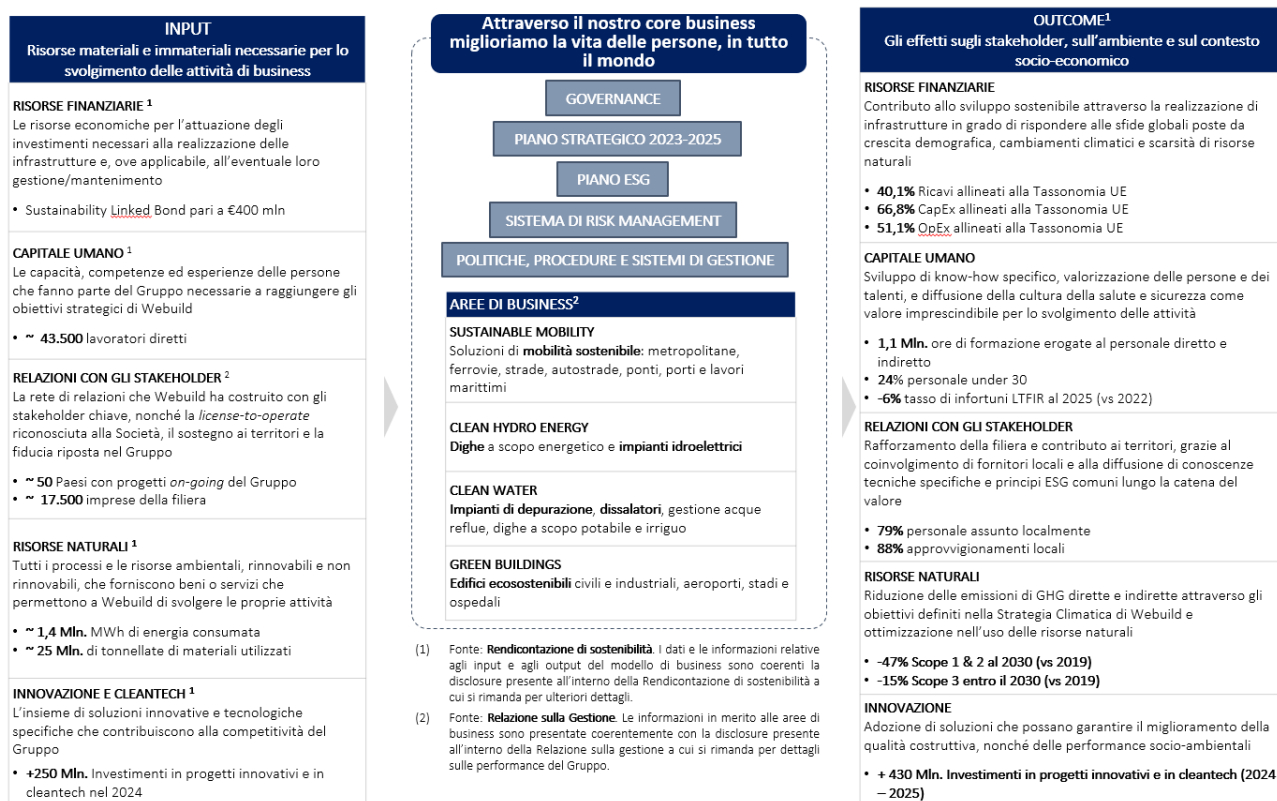 INPUT
Risorse materiali e immateriali necessarie per lo
svolgimento delle attività di business
RISORSE FINANZIARIE 1
Le risorse economiche per l'attuazione degli
investimenti necessari alla realizzazione delle
infrastrutture e, ove applicabile, all'eventuale loro
gestione/mantenimento
• Sustainability Linked Bond pari a €400 mln
CAPITALE UMANO 1
Le capacità, competenze ed esperienze delle persone
che fanno parte del Gruppo necessarie a raggiungere gli
obiettivi strategici di Webuild
• ~ 43.500 lavoratori diretti
RELAZIONI CON GLI STAKEHOLDER 2
La rete di relazioni che Webuild ha costruito con gli
stakeholder chiave, nonché la license-to-operate
riconosciuta alla Società, il sostegno ai territori e la
fiducia riposta nel Gruppo
• ~ 50 Paesi con progetti on-going del Gruppo
• ~ 17.500 imprese della filiera
RISORSE NATURALI 1
Tutti i processi e le risorse ambientali, rinnovabili e non
rinnovabili, che forniscono beni o servizi che
permettono a Webuild di svolgere le proprie attività
• ~ 1,4 Mln. MWh di energia consumata
• ~ 25 Mln. di tonnellate di materiali utilizzati
INNOVAZIONE E CLEANTECH 1
L'insieme di soluzioni innovative e tecnologiche
specifiche che contribuiscono alla competitività del
Gruppo
• +250 Mln. Investimenti in progetti innovativi e in
cleantech nel 2024
Attraverso il nostro core business
miglioriamo la vita delle persone, in tutto
il mondo
GOVERNANCE
PIANO STRATEGICO 2023-2025
PIANO ESG
SISTEMA DI RISK MANAGEMENT
POLITICHE, PROCEDURE E SISTEMI DI GESTIONE
AREE DI BUSINESS2
SUSTAINABLE MOBILITY
Soluzioni di mobilità sostenibile: metropolitane,
ferrovie, strade, autostrade, ponti, porti e lavori
marittimi
CLEAN HYDRO ENERGY
Dighe a scopo energetico e impianti idroelettrici
CLEAN WATER
Impianti di depurazione, dissalatori, gestione acque
reflue, dighe a scopo potabile e irriguo
GREEN BUILDINGS
Edifici ecosostenibili civili e industriali, aeroporti, stadi e
ospedali
(1) Fonte: Rendicontazione di sostenibilità. I dati e le informazioni relative
agli input e agli output del modello di business sono coerenti la
disclosure presente all'interno della Rendicontazione di sostenibilità a
cui si rimanda per ulteriori dettagli.
(2) Fonte: Relazione sulla Gestione. Le informazioni in merito alle aree di
business sono presentate coerentemente con la disclosure presente
all'interno della Relazione sulla gestione a cui si rimanda per dettagli
sulle performance del Gruppo.
OUTCOME1
Gli effetti sugli stakeholder, sull'ambiente e sul contesto
socio-economico
RISORSE FINANZIARIE
Contributo allo sviluppo sostenibile attraverso la realizzazione di
infrastrutture in grado di rispondere alle sfide globali poste da
crescita demografica, cambiamenti climatici e scarsità di risorse
naturali
• 40,1% Ricavi allineati alla Tassonomia UE
• 66,8% CapEx allineati alla Tassonomia UE
• 51,1% OpEx allineati alla Tassonomia UE
CAPITALE UMANO
Sviluppo di know-how specifico, valorizzazione delle persone e dei
talenti, e diffusione della cultura della salute e sicurezza come
valore imprescindibile per lo svolgimento delle attività
• 1,1 Mln. ore di formazione erogate al personale diretto e
indiretto
• 24% personale under 30
• -6% tasso di infortuni LTFIR al 2025 (vs 2022)
RELAZIONI CON GLI STAKEHOLDER
Rafforzamento della filiera e contributo ai territori, grazie al
coinvolgimento di fornitori locali e alla diffusione di conoscenze
tecniche specifiche e principi ESG comuni lungo la catena del
valore
• 79% personale assunto localmente
• 88% approvvigionamenti locali
RISORSE NATURALI
Riduzione delle emissioni di GHG dirette e indirette attraverso gli
obiettivi definiti nella Strategia Climatica di Webuild e
ottimizzazione nell'uso delle risorse naturali
• -47% Scope 1 & 2 al 2030 (vs 2019)
• -15% Scope 3 entro il 2030 (vs 2019)
INNOVAZIONE
Adozione di soluzioni che possano garantire il miglioramento della
qualità costruttiva, nonché delle performance socio-ambientali
• + 430 Mln. Investimenti in progetti innovativi e in cleantech (2024
– 2025)